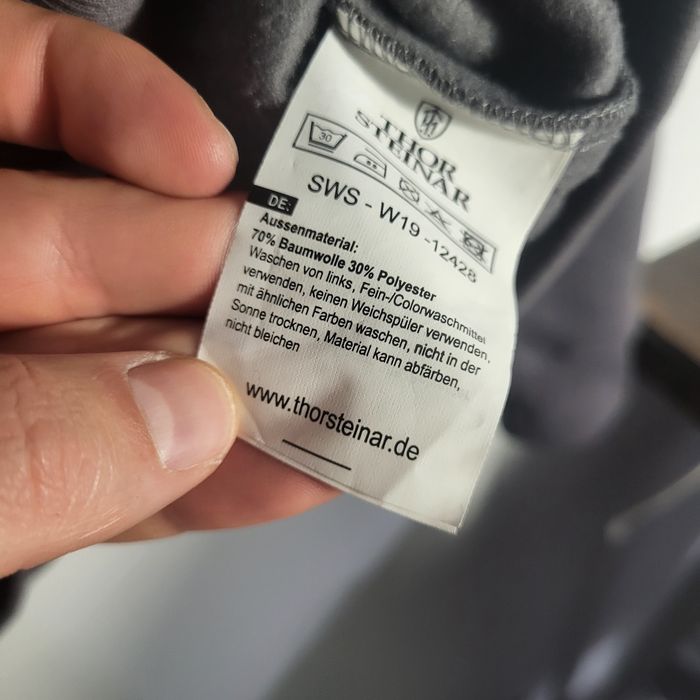 THOR
STEINAR
30
SWS - W19 -12428
DE:
Aussenmaterial:
70% Baumwolle 30% Polyester
Waschen von links, Fein-/Colorwaschmittel
verwenden, keinen Weichspüler verwenden,
mit ähnlichen Farben waschen, nicht in der
Sonne trocknen, Material kann abfärben,
nicht bleichen
www.thorsteinar.de